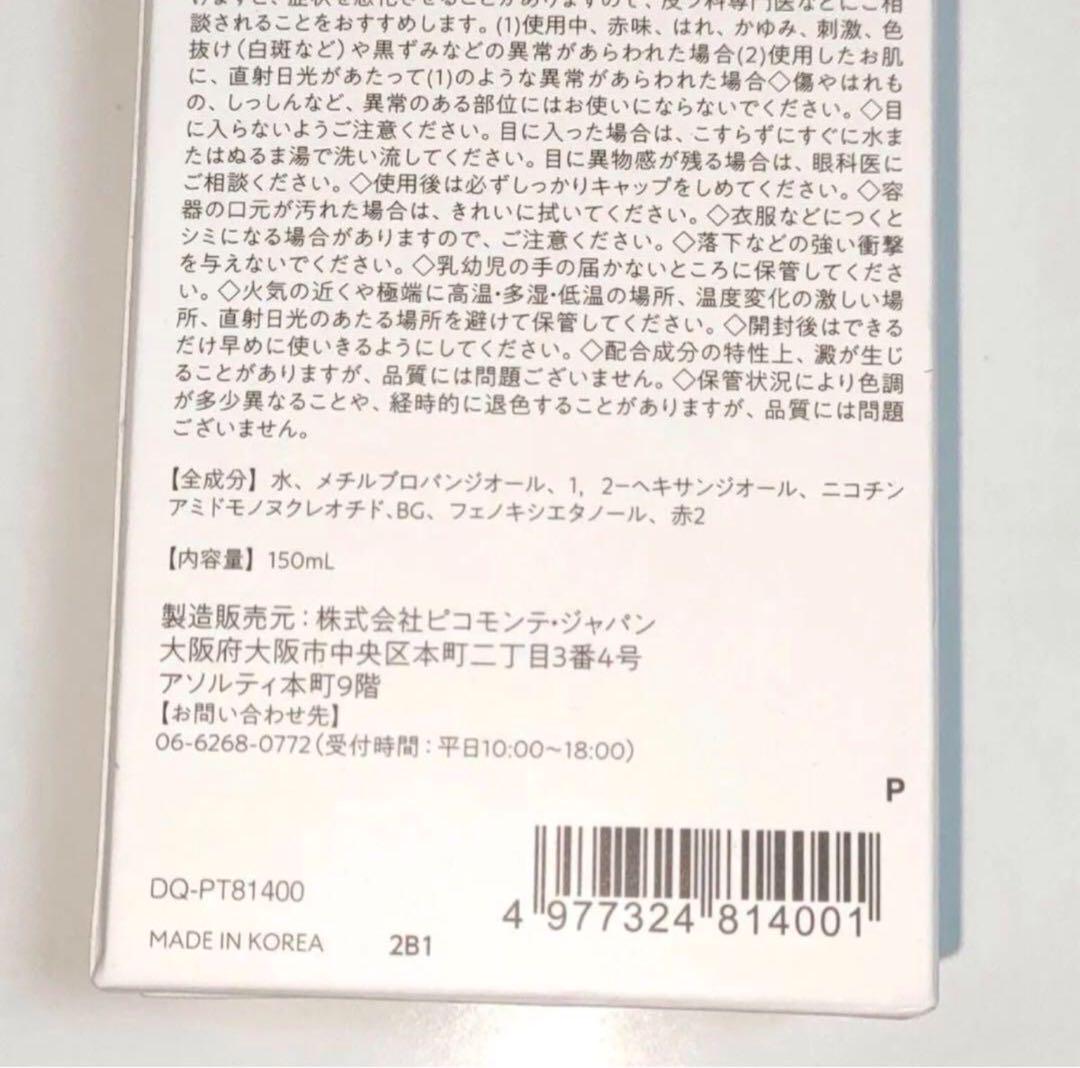 談されることをおすすめします。(1)使用中、赤味、はれ、かゆみ、刺激、色
抜け(白斑など)や黒ずみなどの異常があらわれた場合(2)使用したお肌
に、直射日光があたって(1)のような異常があらわれた場合◇傷やはれも
の、しっしんなど、異常のある部位にはお使いにならないでください。◇目
に入らないようご注意ください。目に入った場合は、こすらずにすぐに水ま
たはぬるま湯で洗い流してください。目に異物感が残る場合は、眼科医に
ご相談ください。◇使用後は必ずしっかりキャップをしめてください。◇容
器の口元が汚れた場合は、きれいに拭いてください。◇衣服などにつくと
シミになる場合がありますので、ご注意ください。◇落下などの強い衝撃
を与えないでください。◇乳幼児の手の届かないところに保管してくださ
い。◇火気の近くや極端に高温・多湿・低温の場所、温度変化の激しい場
所、直射日光のあたる場所を避けて保管してください。◇開封後はできる
だけ早めに使いきるようにしてください。◇配合成分の特性上、澱が生じ
ることがありますが、品質には問題ございません。◇保管状況により色調
が多少異なることや、経時的に退色することがありますが、品質には問題
ございません。
【全成分】水、メチルプロパンジオール、1，2-ヘキサンジオール、ニコチン
アミドモノヌクレオチド、BG、フェノキシエタノール、赤2
【内容量】150mL
製造販売元：株式会社ピコモンテ・ジャパン
大阪府大阪市中央区本町二丁目3番4号
アソルティ本町9階
【お問い合わせ先】
06-6268-0772（受付時間：平日10:00～18:00）
P
DQ-PT81400
4 977324 814001
MADE IN KOREA 2B1